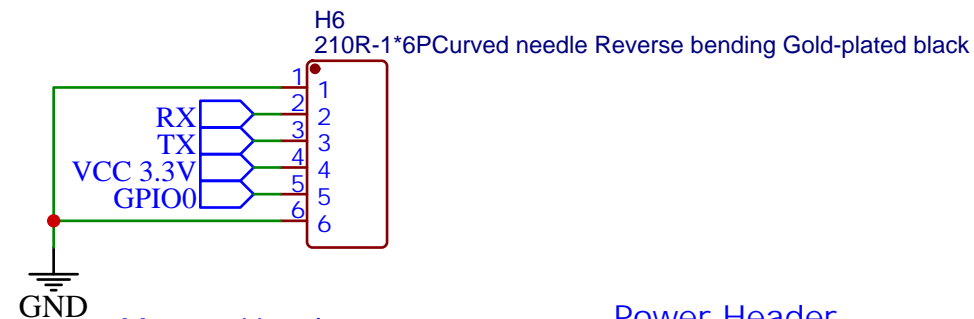 H6
210R-1*6PCurved needle Reverse bending Gold-plated black
1 1
RX 2 2
TX 3 3
VCC 3.3V 4 4
GPIO0 5 5
6 6
GND
Power Header